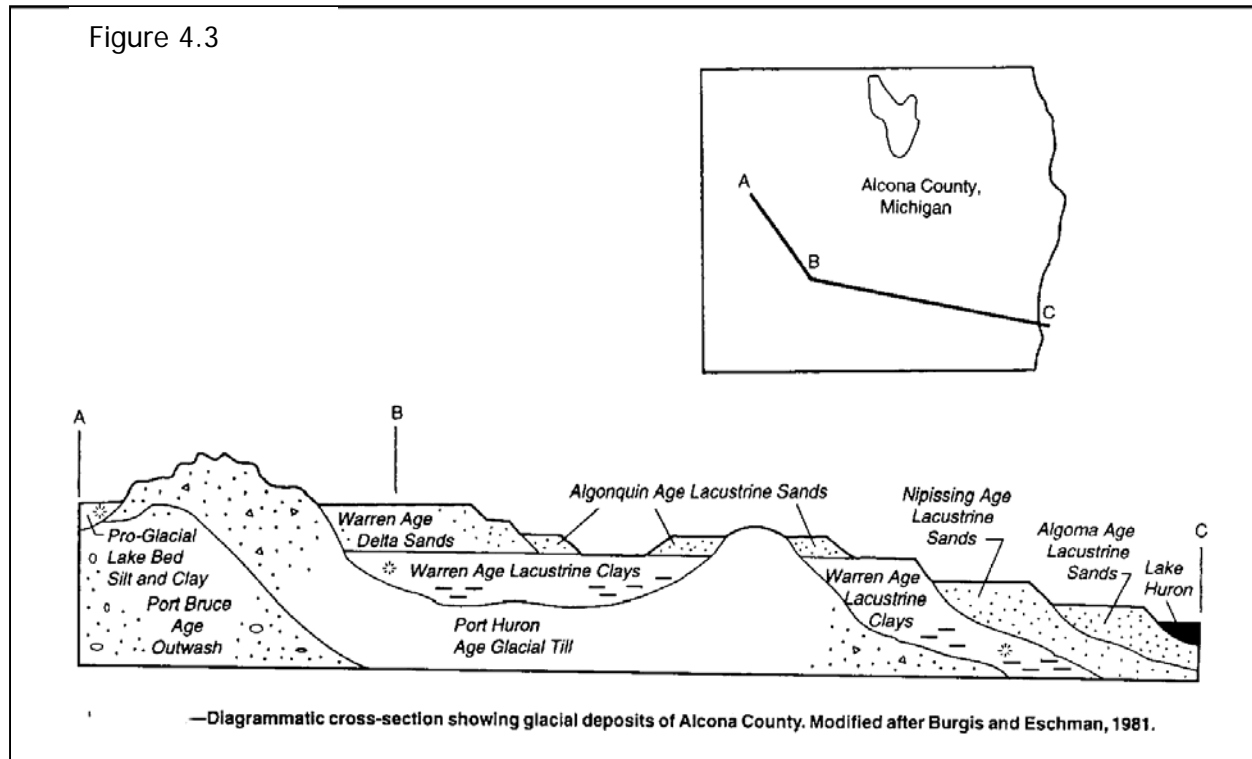 Figure 4.3
A
Alcona County,
Michigan
B
C
A
B
C
Algonquin Age Lacustrine Sands
Nipissing Age
Lacustrine
Sands
Algoma Age
Lacustrine
Sands
Lake
Huron
Warren Age
Delta Sands
Pro-Glacial
Lake Bed
Silt and Clay
Warren Age Lacustrine Clays
Warren Age
Lacustrine
Clays
Port Bruce
Age
Outwash
Port Huron
Age Glacial Till
—Diagrammatic cross-section showing glacial deposits of Alcona County. Modified after Burgis and Eschman, 1981.